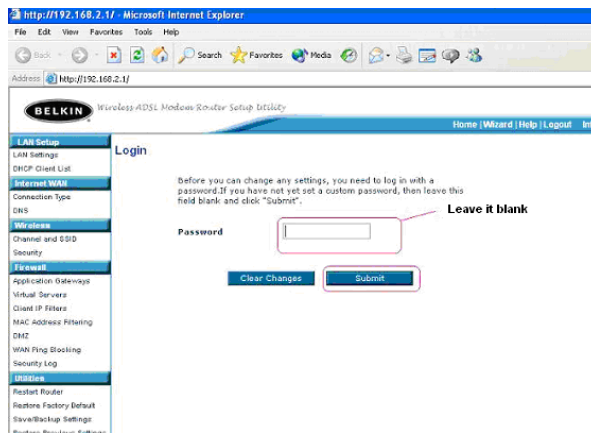 http://192.168.2.1/ - Microsoft Internet Explorer
File Edit View Favorites Tools Help
Back Search Favorites Media
Address http://192.168.2.1/
BELKIN Wireless ADSL Modem Router Setup Utility
Home | Wizard | Help | Logout
LAN Setup
LAN Settings
DHCP Client List
Internet WAN
Connection Type
DNS
Wireless
Channel and SSID
Security
Firewall
Application Gateways
Virtual Servers
Client IP Filters
MAC Address Filtering
DMZ
WAN Ping Blocking
Security Log
Utilities
Restart Router
Restore Factory Default
Save/Backup Settings
Restore Previous Settings
Login
Before you can change any settings, you need to log in with a
password.If you have not yet set a custom password, then leave this
field blank and click "Submit".
Leave it blank
Password
Clear Changes Submit